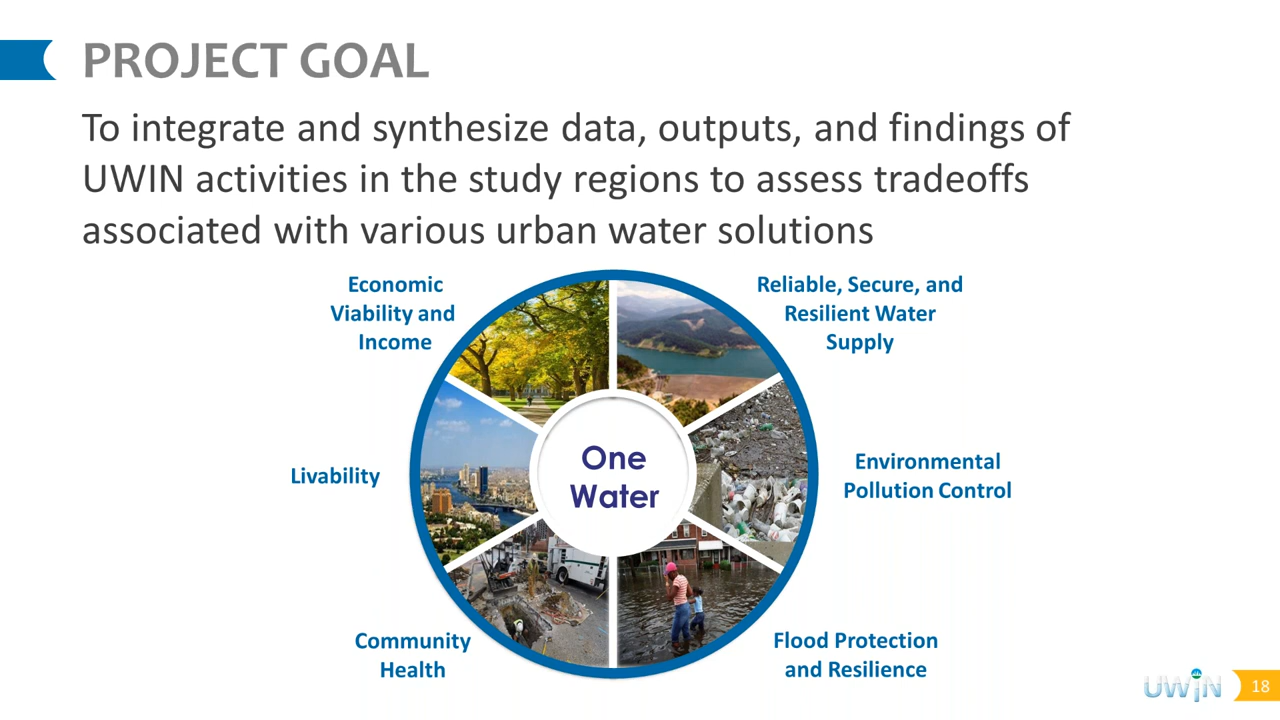 PROJECT GOAL
To integrate and synthesize data, outputs, and findings of
UWIN activities in the study regions to assess tradeoffs
associated with various urban water solutions
Economic
Viability and
Income
Reliable, Secure, and
Resilient Water
Supply
Livability
One
Water
Environmental
Pollution Control
Community
Health
Flood Protection
and Resilience
UWIN
18